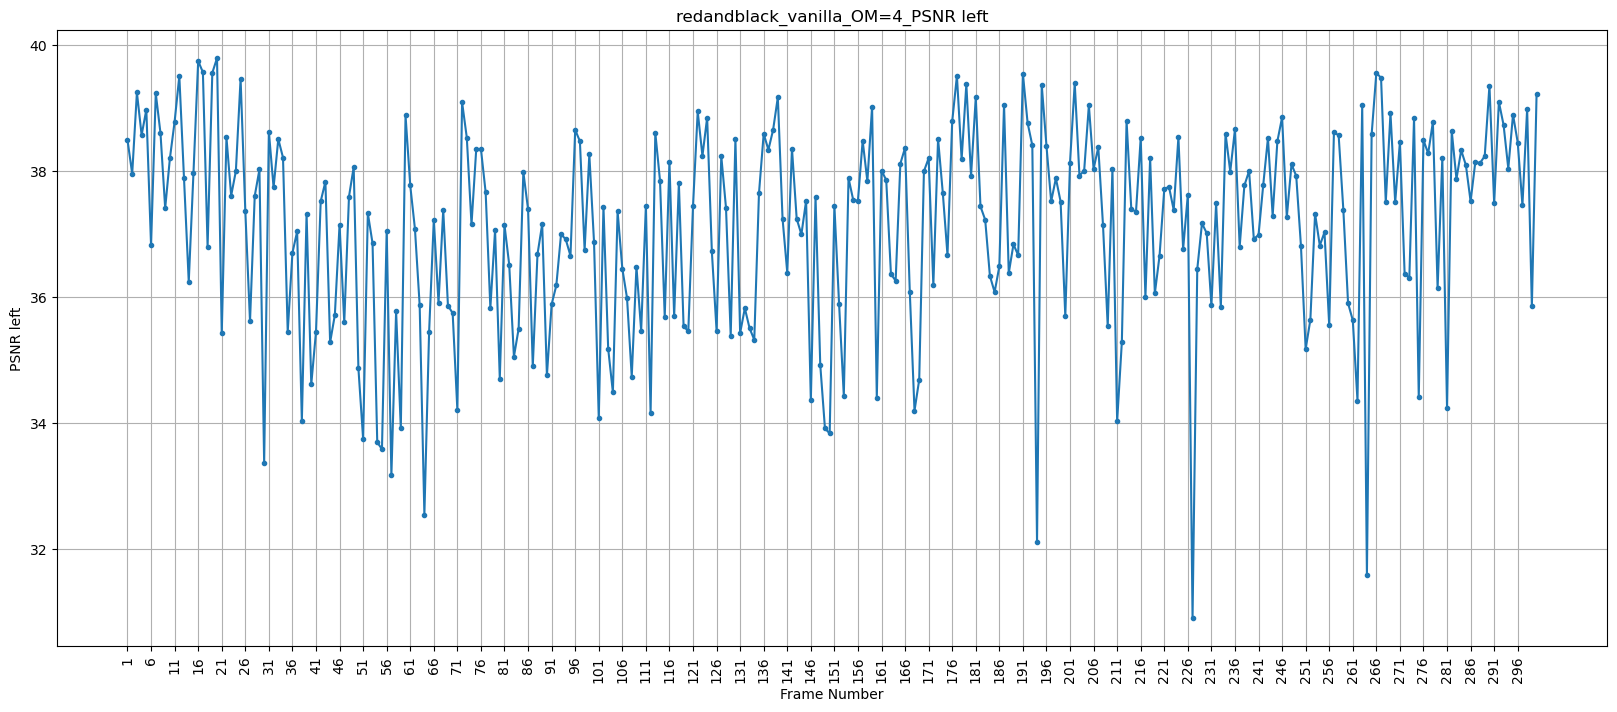 redandblack_vanilla_OM=4_PSNR left
40
38
36
34
32
PSNR left
1 6 11 16 21 26 31 36 41 46 51 56 61 66 71 76 81 86 91 96 101 106 111 116 121 126 131 136 141 146 151 156 161 166 171 176 181 186 191 196 201 206 211 216 221 226 231 236 241 246 251 256 261 266 271 276 281 286 291 296
Frame Number